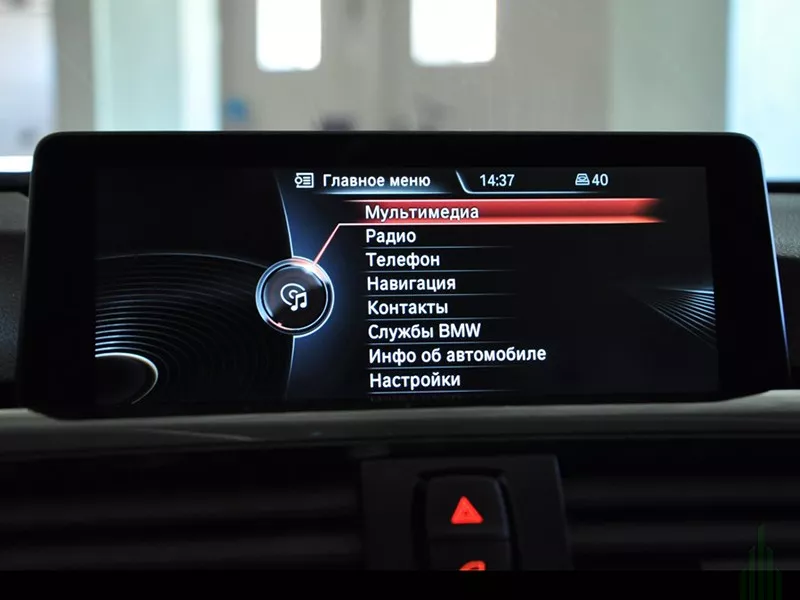 Главное меню 14:37 40
Мультимедиа
Радио
Телефон
Навигация
Контакты
Службы BMW
Инфо об автомобиле
Настройки